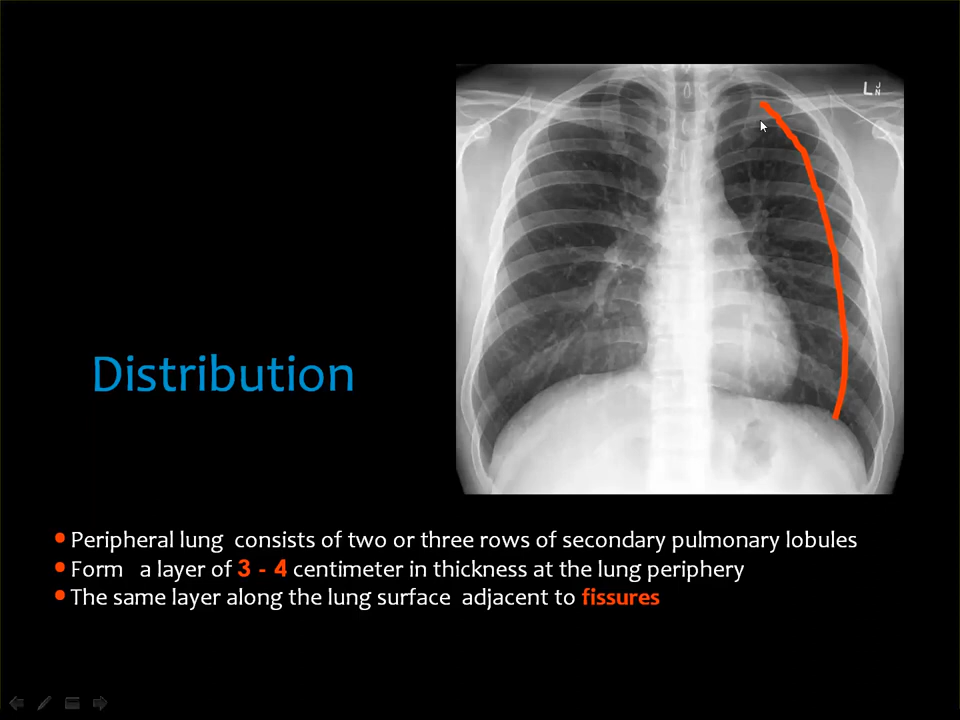 L J
N
Distribution
• Peripheral lung consists of two or three rows of secondary pulmonary lobules
• Form a layer of 3 - 4 centimeter in thickness at the lung periphery
• The same layer along the lung surface adjacent to fissures